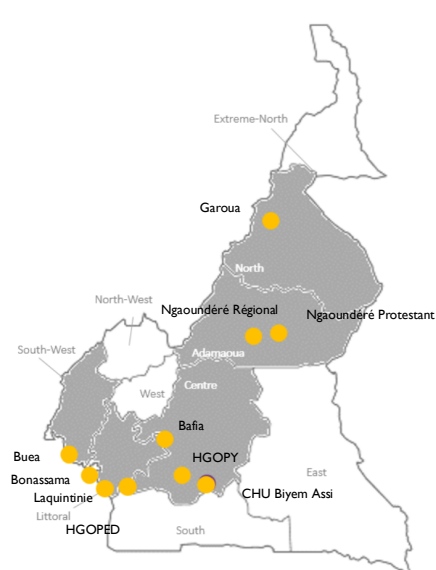 Extreme-North
Garoua
North
North-West
Ngaoundéré Régional
Ngaoundéré Protestant
South-West
Adamaoua
West
Centre
Bafia
Buea
HGOPY
East
Bonassama
CHU Biyem Assi
Laquintinie
Littoral
HGOPED
South